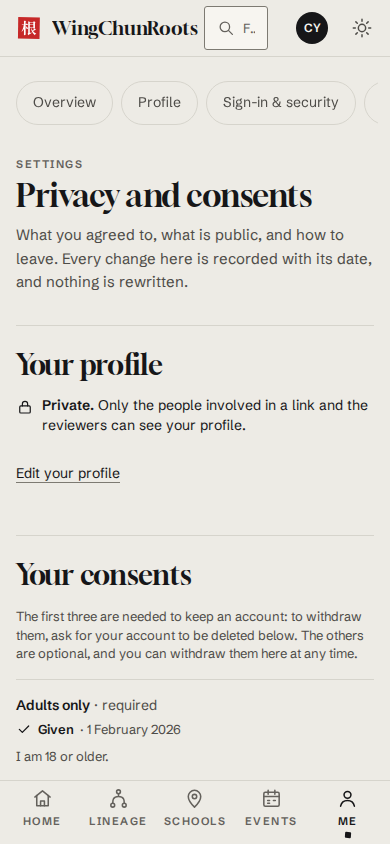 根 WingChunRoots F.. CY
Overview Profile Sign-in & security
SETTINGS
Privacy and consents
What you agreed to, what is public, and how to
leave. Every change here is recorded with its date,
and nothing is rewritten.
Your profile
Private. Only the people involved in a link and the
reviewers can see your profile.
Edit your profile
Your consents
The first three are needed to keep an account: to withdraw
them, ask for your account to be deleted below. The others
are optional, and you can withdraw them here at any time.
Adults only · required
Given · 1 February 2026
I am 18 or older.
HOME LINEAGE SCHOOLS EVENTS ME